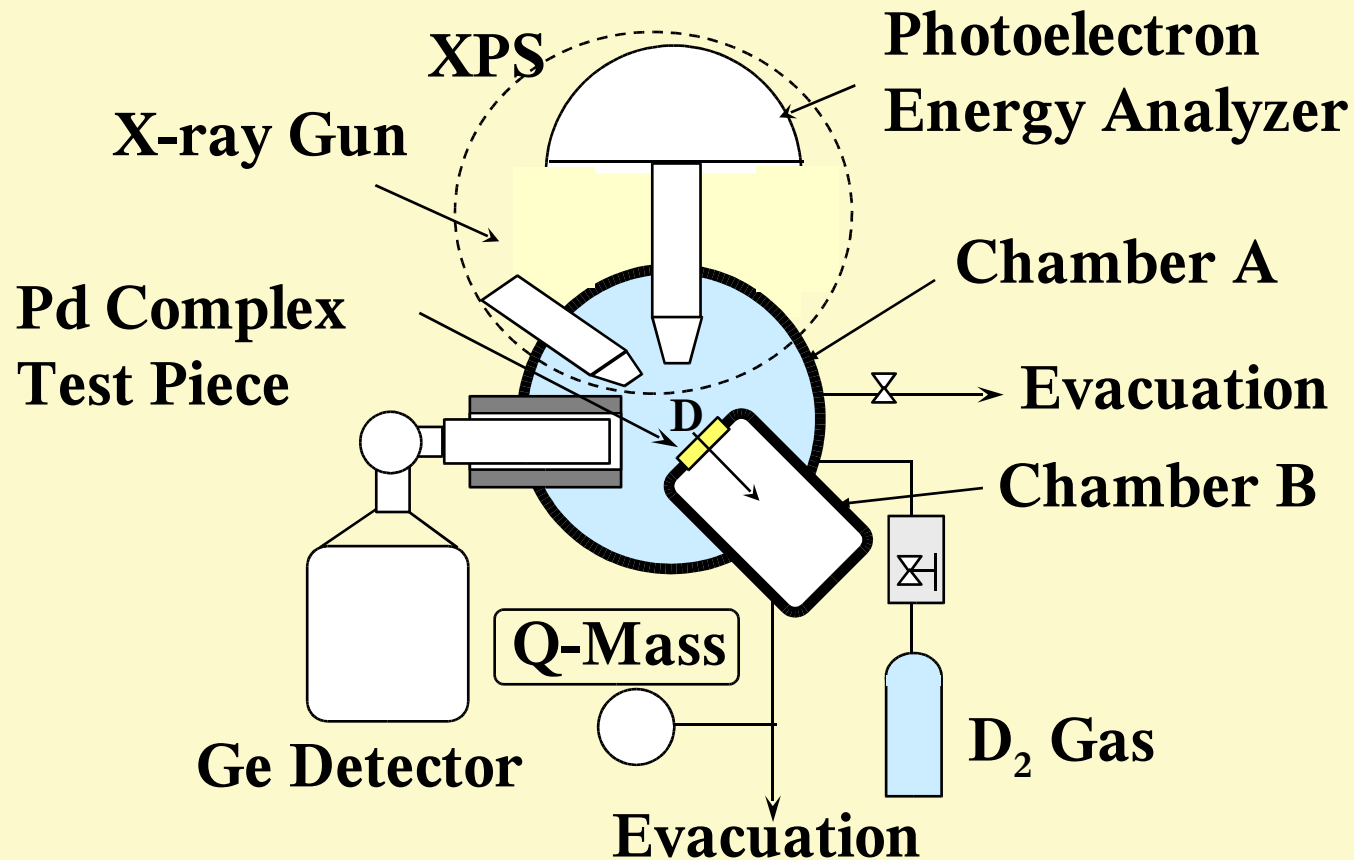 XPS
Photoelectron
Energy Analyzer
X-ray Gun
Chamber A
Pd Complex
Test Piece
Evacuation
D
Chamber B
Q-Mass
D₂ Gas
Ge Detector
Evacuation